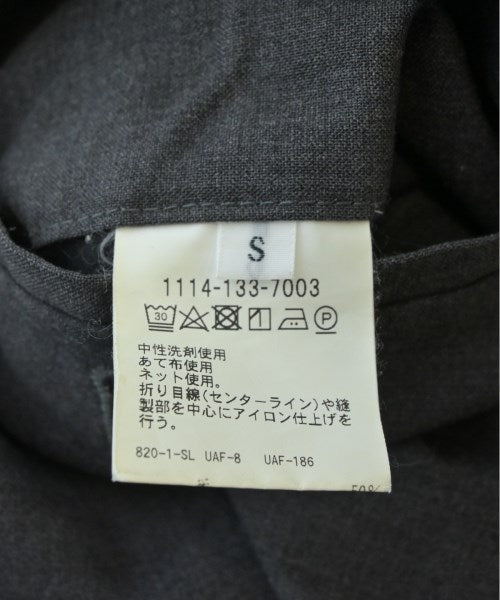 S
1114-133-7003
30 P
中性洗剤使用
あて布使用
ネット使用。
折り目線(センターライン)や縫
製部を中心にアイロン仕上げを
行う。
820-1-SL UAF-8 UAF-186
50%